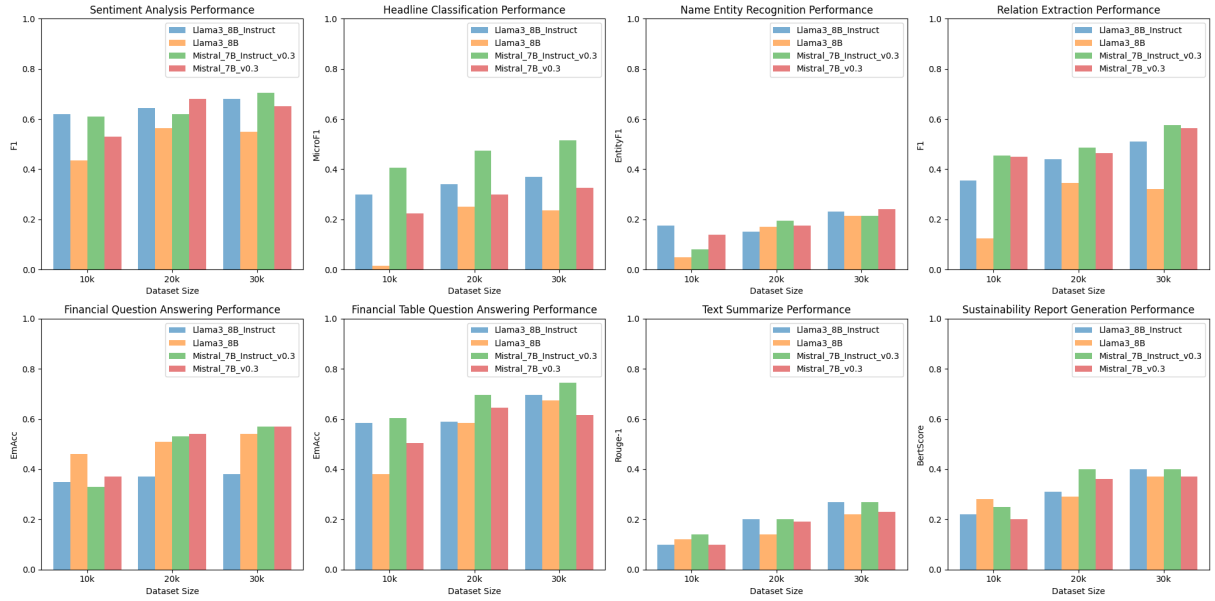 Sentiment Analysis Performance
1.0
0.8
0.6
0.4
0.2
0.0
F1
Llama3_8B_Instruct
Llama3_8B
Mistral_7B_Instruct_v0.3
Mistral_7B_v0.3
10k
20k
30k
Dataset Size
Headline Classification Performance
1.0
0.8
0.6
0.4
0.2
0.0
MicroF1
Llama3_8B_Instruct
Llama3_8B
Mistral_7B_Instruct_v0.3
Mistral_7B_v0.3
10k
20k
30k
Dataset Size
Name Entity Recognition Performance
1.0
0.8
0.6
0.4
0.2
0.0
EntityF1
Llama3_8B_Instruct
Llama3_8B
Mistral_7B_Instruct_v0.3
Mistral_7B_v0.3
10k
20k
30k
Dataset Size
Relation Extraction Performance
1.0
0.8
0.6
0.4
0.2
0.0
F1
Llama3_8B_Instruct
Llama3_8B
Mistral_7B_Instruct_v0.3
Mistral_7B_v0.3
10k
20k
30k
Dataset Size
Financial Question Answering Performance
1.0
0.8
0.6
0.4
0.2
0.0
EmAcc
Llama3_8B_Instruct
Llama3_8B
Mistral_7B_Instruct_v0.3
Mistral_7B_v0.3
10k
20k
30k
Dataset Size
Financial Table Question Answering Performance
1.0
0.8
0.6
0.4
0.2
0.0
EmAcc
Llama3_8B_Instruct
Llama3_8B
Mistral_7B_Instruct_v0.3
Mistral_7B_v0.3
10k
20k
30k
Dataset Size
Text Summarize Performance
1.0
0.8
0.6
0.4
0.2
0.0
Rouge-1
Llama3_8B_Instruct
Llama3_8B
Mistral_7B_Instruct_v0.3
Mistral_7B_v0.3
10k
20k
30k
Dataset Size
Sustainability Report Generation Performance
1.0
0.8
0.6
0.4
0.2
0.0
BertScore
Llama3_8B_Instruct
Llama3_8B
Mistral_7B_Instruct_v0.3
Mistral_7B_v0.3
10k
20k
30k
Dataset Size